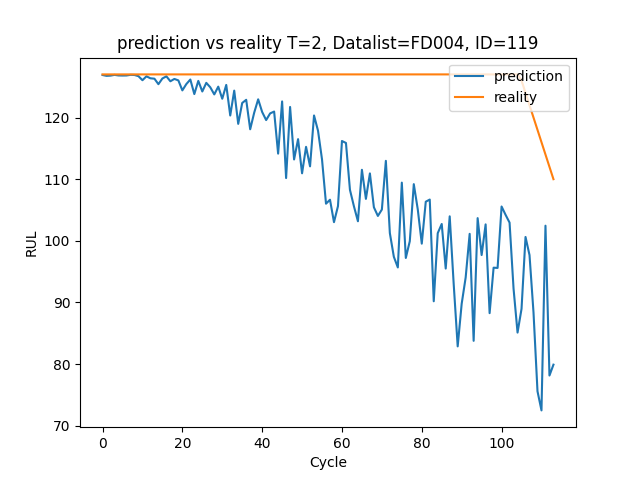 prediction vs reality T=2, Datalist=FD004, ID=119
prediction
reality
RUL
120
110
100
90
80
70
0 20 40 60 80 100
Cycle